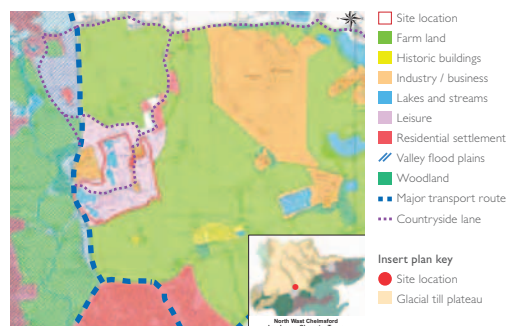 Site location
Farm land
Historic buildings
Industry / business
Lakes and streams
Leisure
Residential settlement
Valley flood plains
Woodland
Major transport route
Countryside lane
Insert plan key
Site location
Glacial till plateau
North West Chelmsford